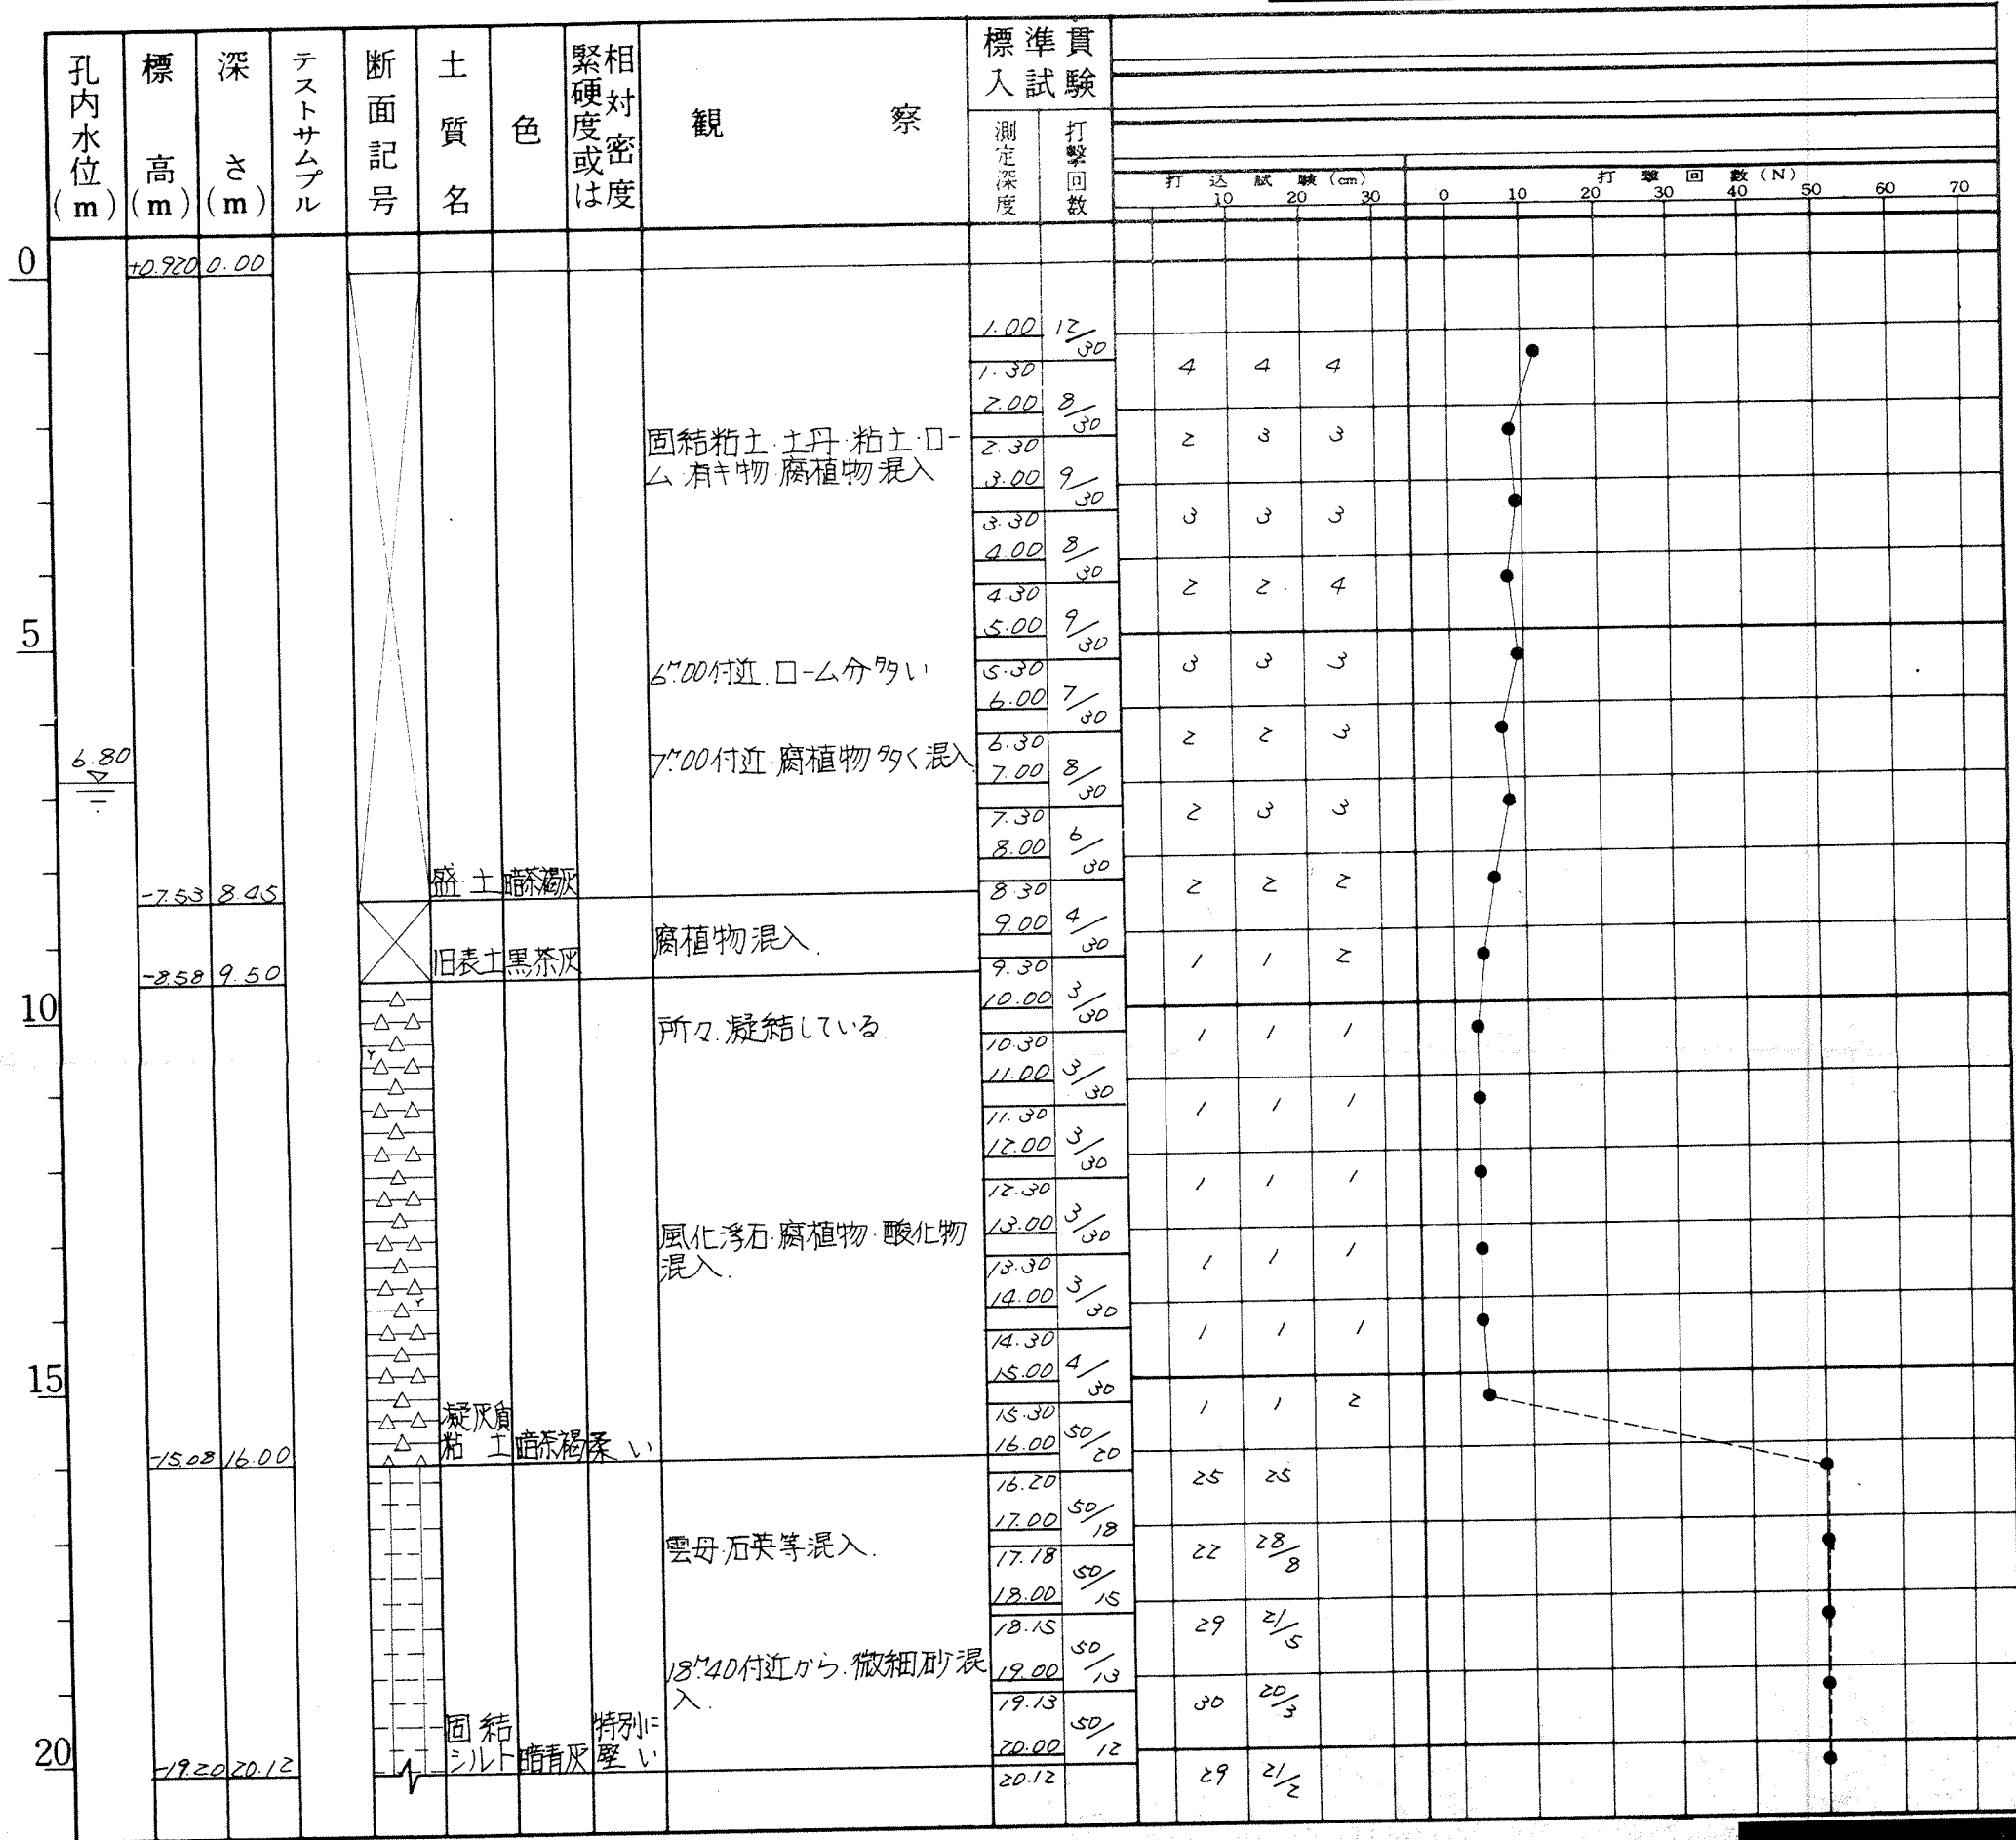 孔内水位(m)
標高(m)
深さ(m)
テストサムプル
断面記号
土質名
色
相対密度
緊硬度或は
観察
標準貫
入試験
測定深度
打撃回数
打込試験(cm)
10 20 30
打撃回数(N)
0 10 20 30 40 50 60 70
0
+0.920 0.00
1.00 12/30
1.30 4 4 4
2.00 8/30
固結粘土・土丹・粘土・ロー
ム・有キ物・腐植物混入
2.30 2 3 3
3.00 9/30
3.30 3 3 3
4.00 8/30
4.30 2 2 4
5
5.00 9/30
6m00付近.ローム分多い
5.30 3 3 3
6.00 7/30
6.80
7m00付近.腐植物多く混入.
6.30 2 2 3
7.00 8/30
7.30 2 3 3
8.00 6/30
-7.53 8.45 盛土 暗茶褐灰
8.30 2 2 2
9.00 4/30
腐植物混入.
-8.58 9.50 旧表土 黒茶灰
9.30 1 1 2
10
10.00 3/30
所々.凝結している.
10.30 1 1 1
11.00 3/30
11.30 1 1 1
12.00 3/30
12.30 1 1 1
13.00 3/30
風化浮石・腐植物・酸化物
混入.
13.30 1 1 1
14.00 3/30
14.30 1 1 1
15
15.00 4/30
15.30 1 1 2
凝灰質
粘土 暗茶褐 柔い
-15.08 16.00
16.00 50/20
16.20 25 25
17.00 50/18
雲母・石英等混入.
17.18 22 28/8
18.00 50/15
18.15 29 21/5
18m40付近から.微細砂混
入.
19.00 50/13
19.13 30 20/3
固結
シルト 暗青灰
特別に
堅い
20
20.00 50/12
-19.20 20.12
20.12 29 21/2